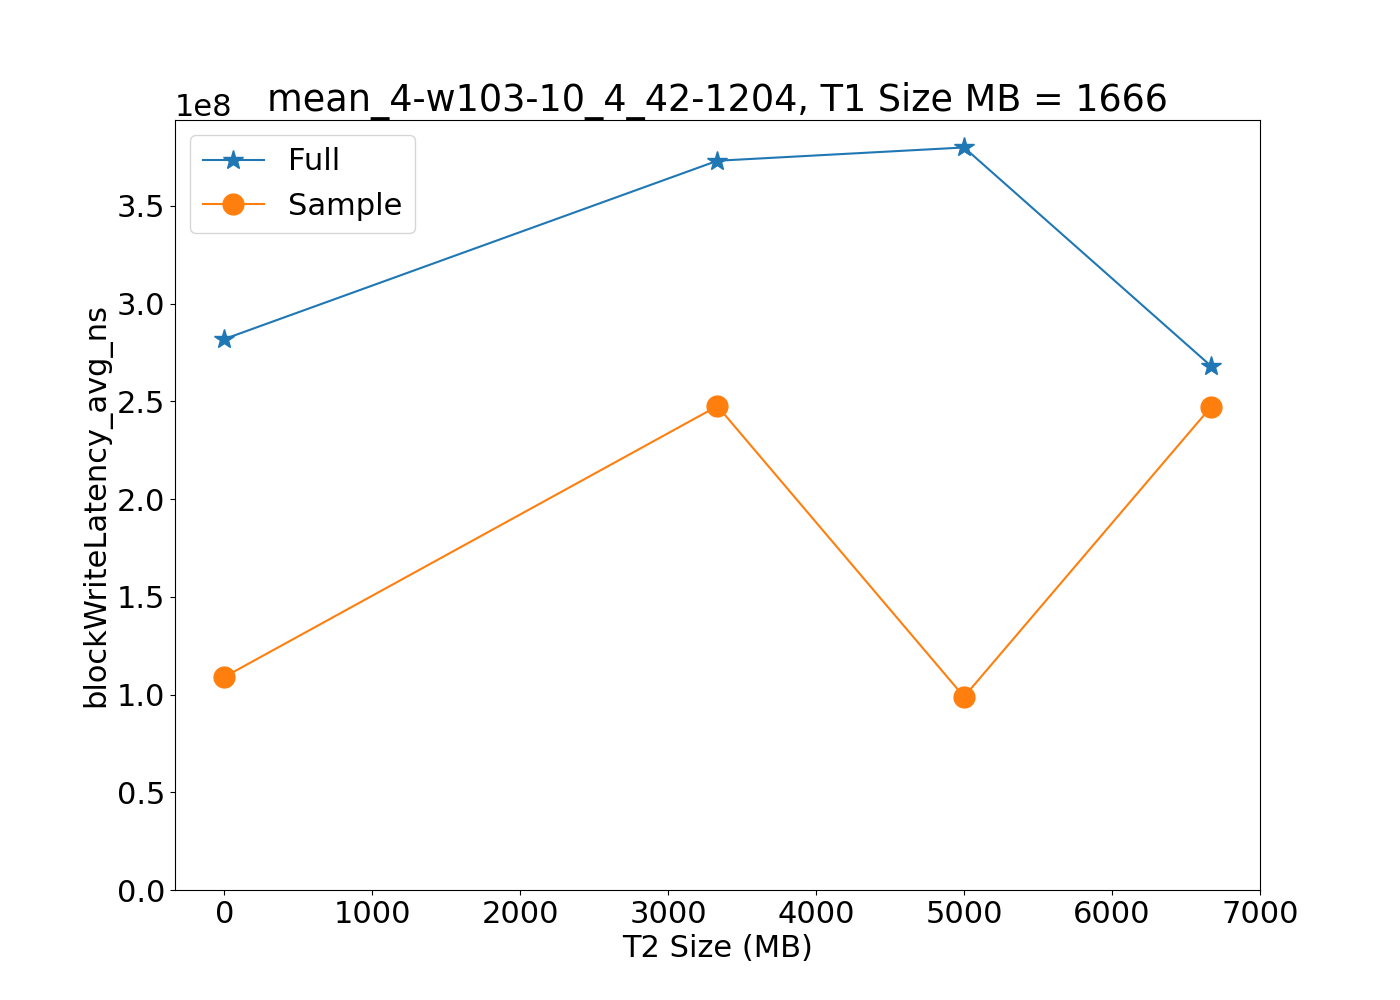 1e8
mean_4-w103-10_4_42-1204, T1 Size MB = 1666
Full
Sample
blockWriteLatency_avg_ns
3.5
3.0
2.5
2.0
1.5
1.0
0.5
0.0
0 1000 2000 3000 4000 5000 6000 7000
T2 Size (MB)